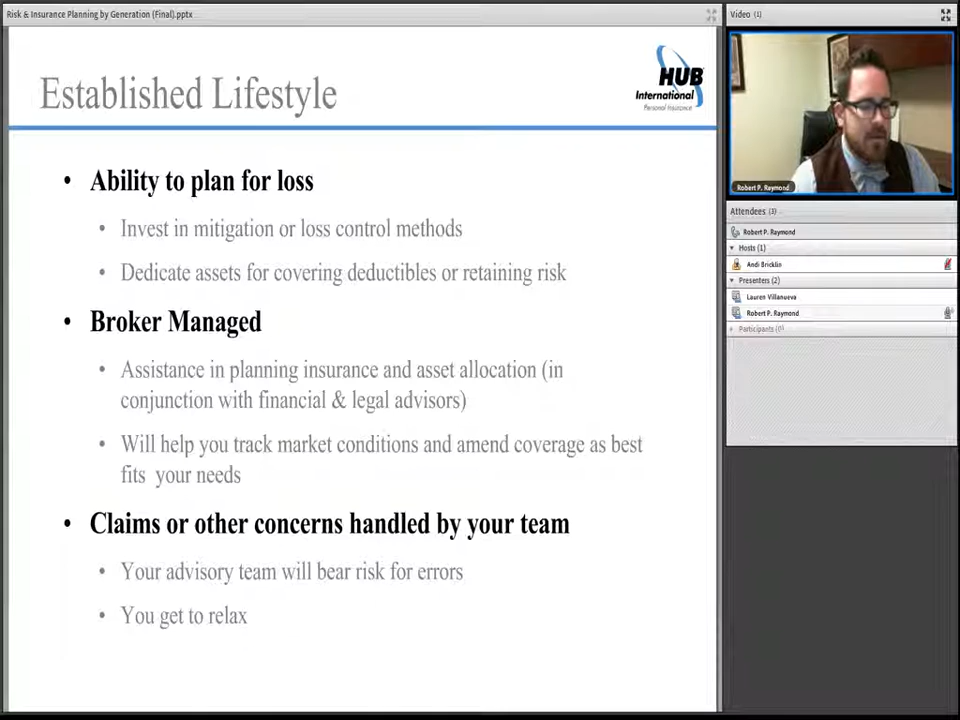 Risk & Insurance Planning by Generation (Final).pptx
Video (1)
Established Lifestyle
HUB
International
Personal Insurance
• Ability to plan for loss
• Invest in mitigation or loss control methods
• Dedicate assets for covering deductibles or retaining risk
• Broker Managed
• Assistance in planning insurance and asset allocation (in
conjunction with financial & legal advisors)
• Will help you track market conditions and amend coverage as best
fits your needs
• Claims or other concerns handled by your team
• Your advisory team will bear risk for errors
• You get to relax
Robert P. Raymond
Attendees (3)
Robert P. Raymond
Hosts (1)
Andi Bricklin
Presenters (2)
Lauren Villanueva
Robert P. Raymond
Participants (0)